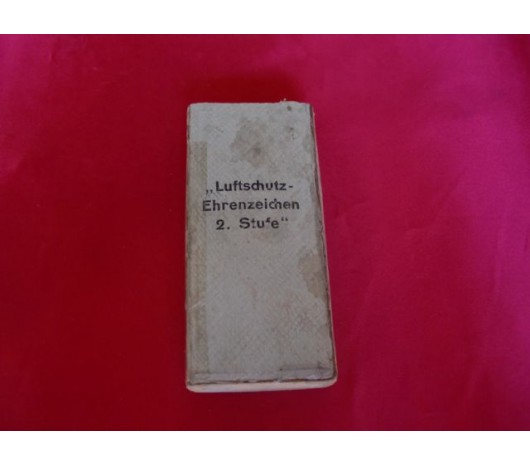 „Luftschutz-
Ehrenzeichen
2. Stufe"